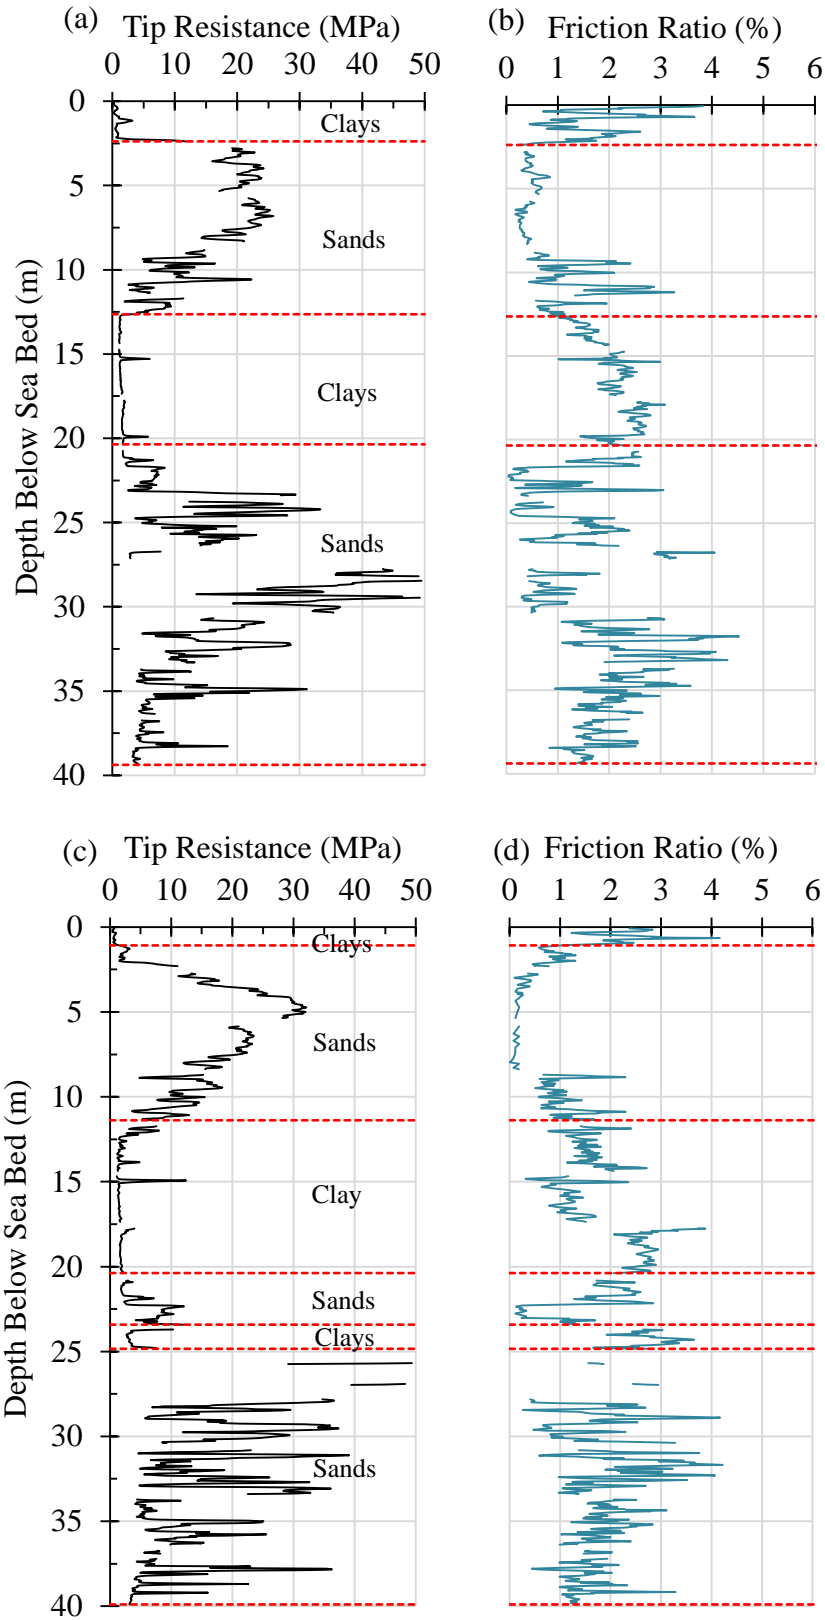 (a) Tip Resistance (MPa)
0 10 20 30 40 50
0
5
10
15
20
25
30
35
40
Depth Below Sea Bed (m)
Clays
Sands
Clays
Sands
(b) Friction Ratio (%)
0 1 2 3 4 5 6
(c) Tip Resistance (MPa)
0 10 20 30 40 50
0
5
10
15
20
25
30
35
40
Depth Below Sea Bed (m)
Clays
Sands
Clay
Sands
Clays
Sands
(d) Friction Ratio (%)
0 1 2 3 4 5 6